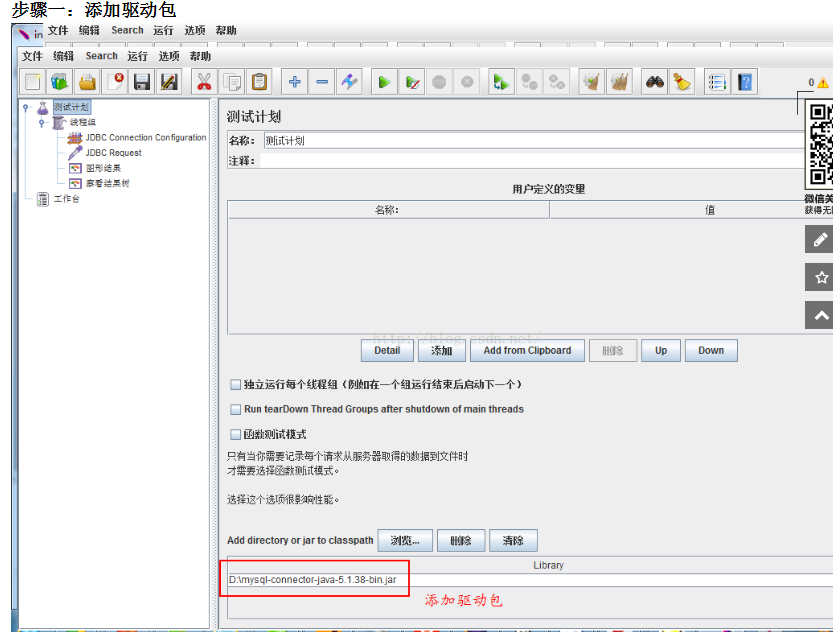 步骤一：添加驱动包
in 文件 编辑 Search 运行 选项 帮助
文件 编辑 Search 运行 选项 帮助
0
测试计划
线程组
JDBC Connection Configuration
JDBC Request
图形结果
察看结果树
工作台
测试计划
名称： 测试计划
注释：
用户定义的变量
名称： 值
http://blog.csdn.net/
Detail 添加 Add from Clipboard 删除 Up Down
独立运行每个线程组（例如在一个组运行结束后启动下一个）
Run tearDown Thread Groups after shutdown of main threads
函数测试模式
只有当你需要记录每个请求从服务器取得的数据到文件时
才需要选择函数测试模式。
选择这个选项很影响性能。
Add directory or jar to classpath 浏览... 删除 清除
Library
D:\mysql-connector-java-5.1.38-bin.jar
添加驱动包
微信关
获得无